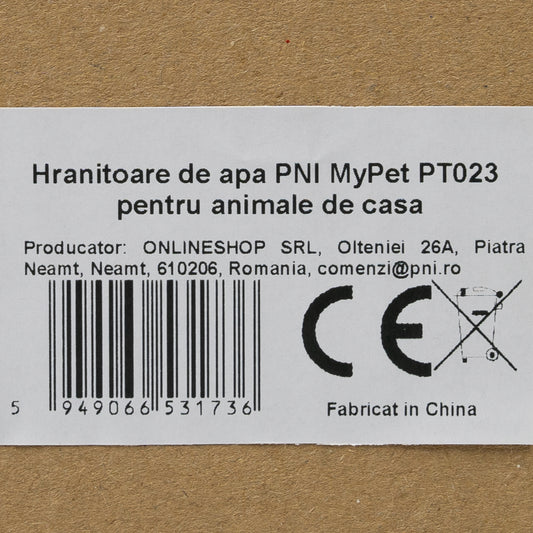 Hranitoare de apa PNI MyPet PT023
pentru animale de casa
Producator: ONLINESHOP SRL, Olteniei 26A, Piatra
Neamt, Neamt, 610206, Romania, comenzi@pni.ro
CE
5 949066 531736
Fabricat in China